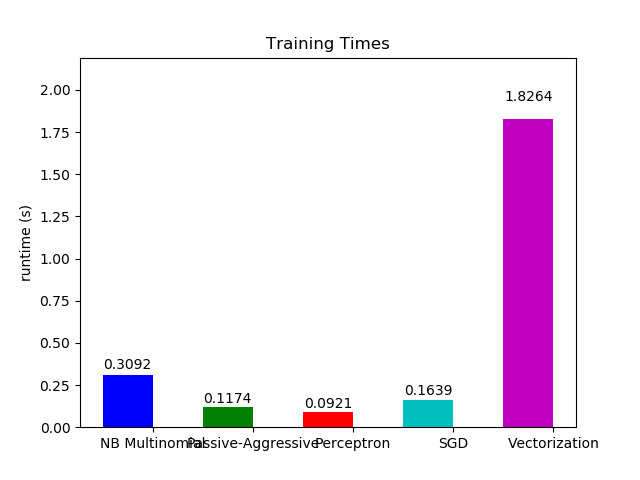 Training Times
runtime (s)
2.00
1.75
1.50
1.25
1.00
0.75
0.50
0.25
0.00
0.3092
0.1174
0.0921
0.1639
1.8264
NB Multinomial
Passive-Aggressive
Perceptron
SGD
Vectorization